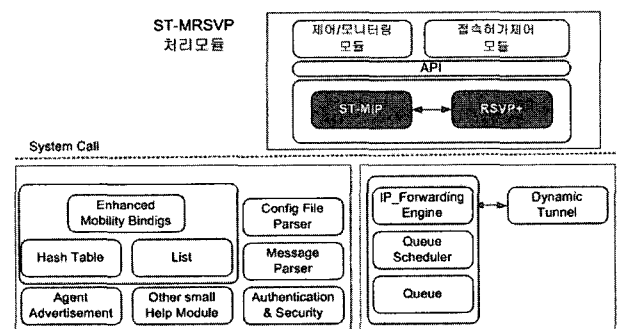 ST-MRSVP
처리모듈
제어/모니터링
모듈
접속허가제어
모듈
API
ST-MIP
RSVP+
System Call
Enhanced
Mobility Bindigs
Hash Table
List
Agent
Advertisement
Other small
Help Module
Config File
Parser
Message
Parser
Authentication
& Security
IP_Forwarding
Engine
Queue
Scheduler
Queue
Dynamic
Tunnel